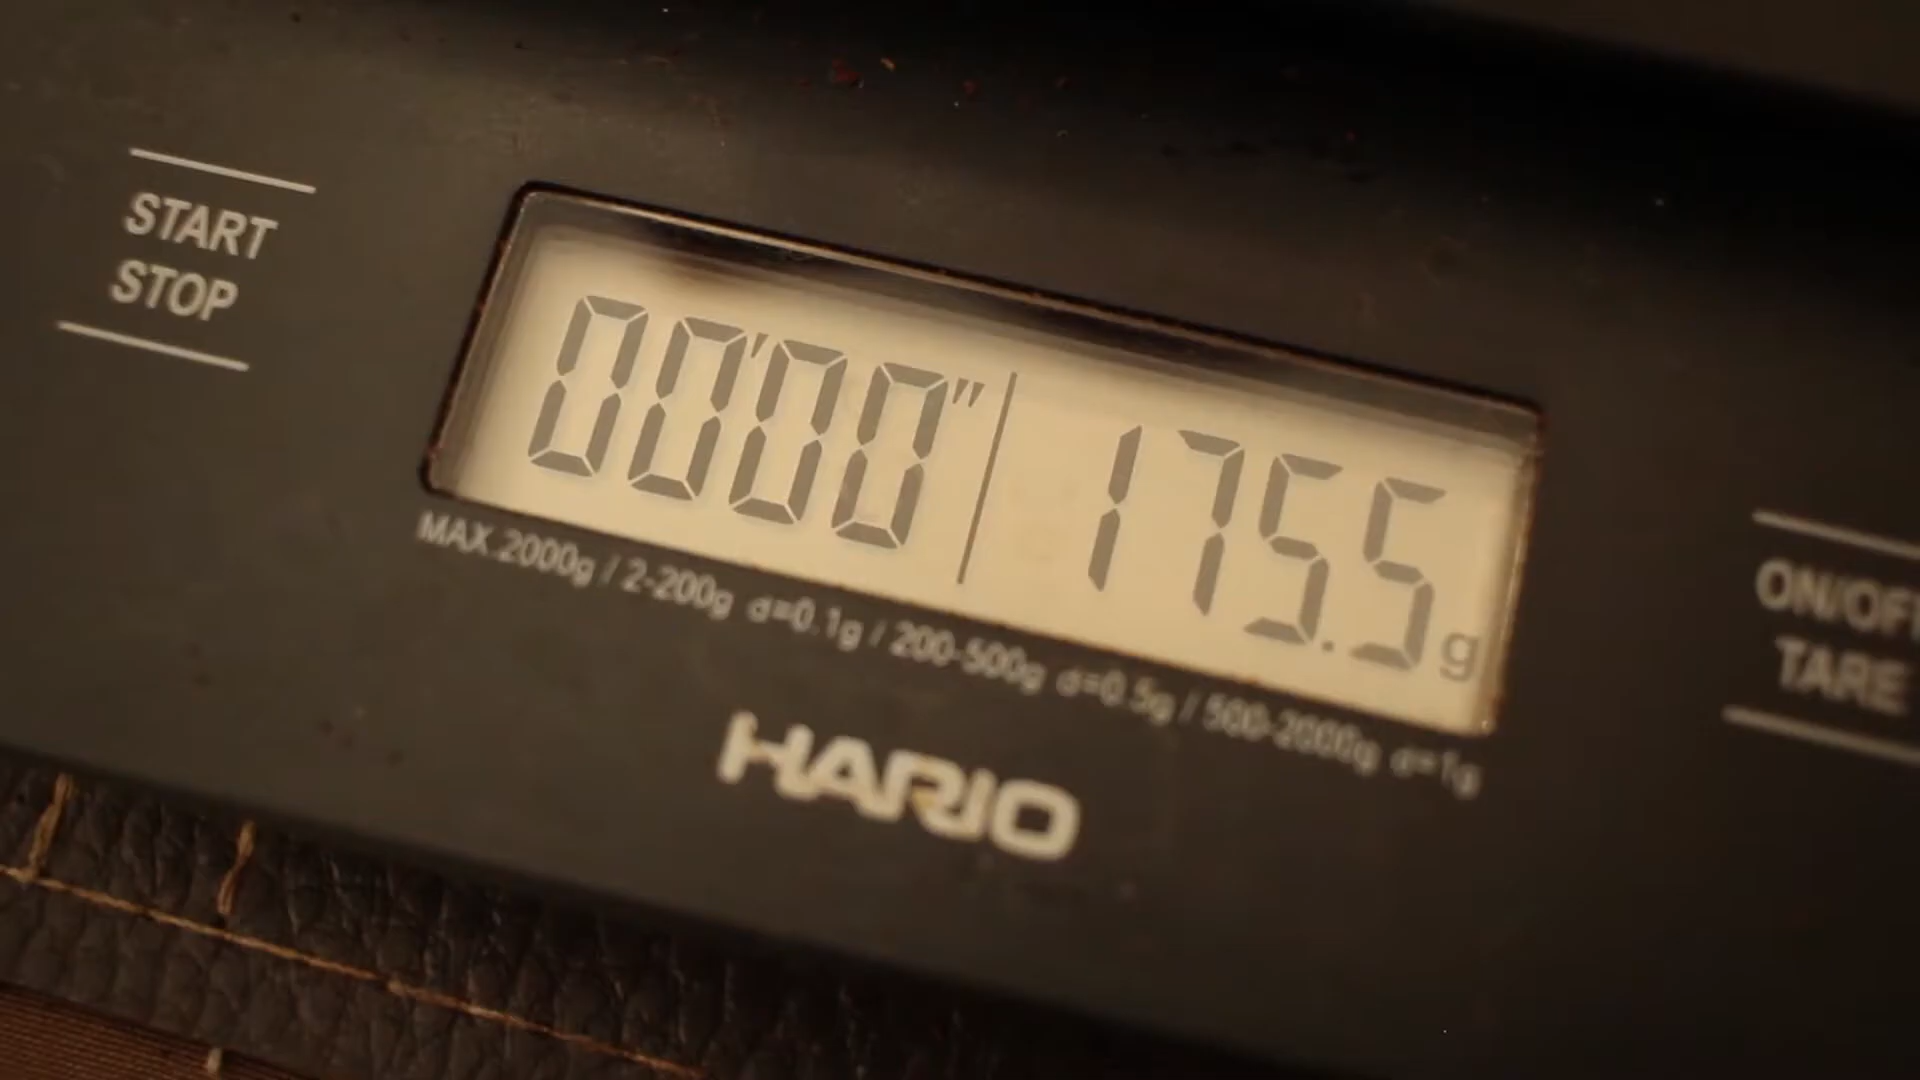 START
STOP
00'00" 175.5 g
MAX.2000g / 2-200g d=0.1g / 200-500g d=0.5g / 500-2000g d=1g
HARIO
ON/OFF
TARE